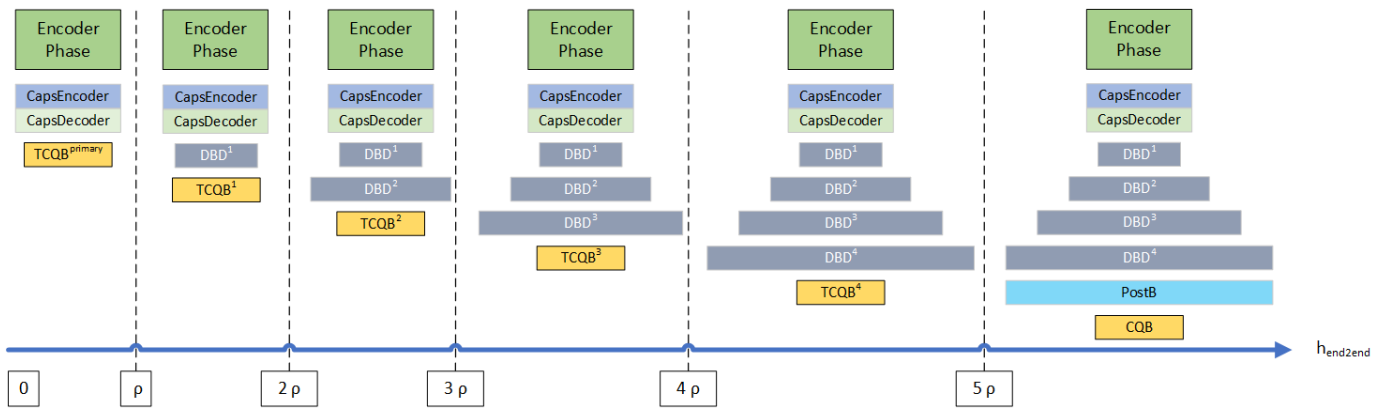 Encoder
Phase
CapsEncoder
CapsDecoder
TCQB^primary
Encoder
Phase
CapsEncoder
CapsDecoder
DBD^1
TCQB^1
Encoder
Phase
CapsEncoder
CapsDecoder
DBD^1
DBD^2
TCQB^2
Encoder
Phase
CapsEncoder
CapsDecoder
DBD^1
DBD^2
DBD^3
TCQB^3
Encoder
Phase
CapsEncoder
CapsDecoder
DBD^1
DBD^2
DBD^3
DBD^4
TCQB^4
Encoder
Phase
CapsEncoder
CapsDecoder
DBD^1
DBD^2
DBD^3
DBD^4
PostB
CQB
h_end2end
0
ρ
2 ρ
3 ρ
4 ρ
5 ρ